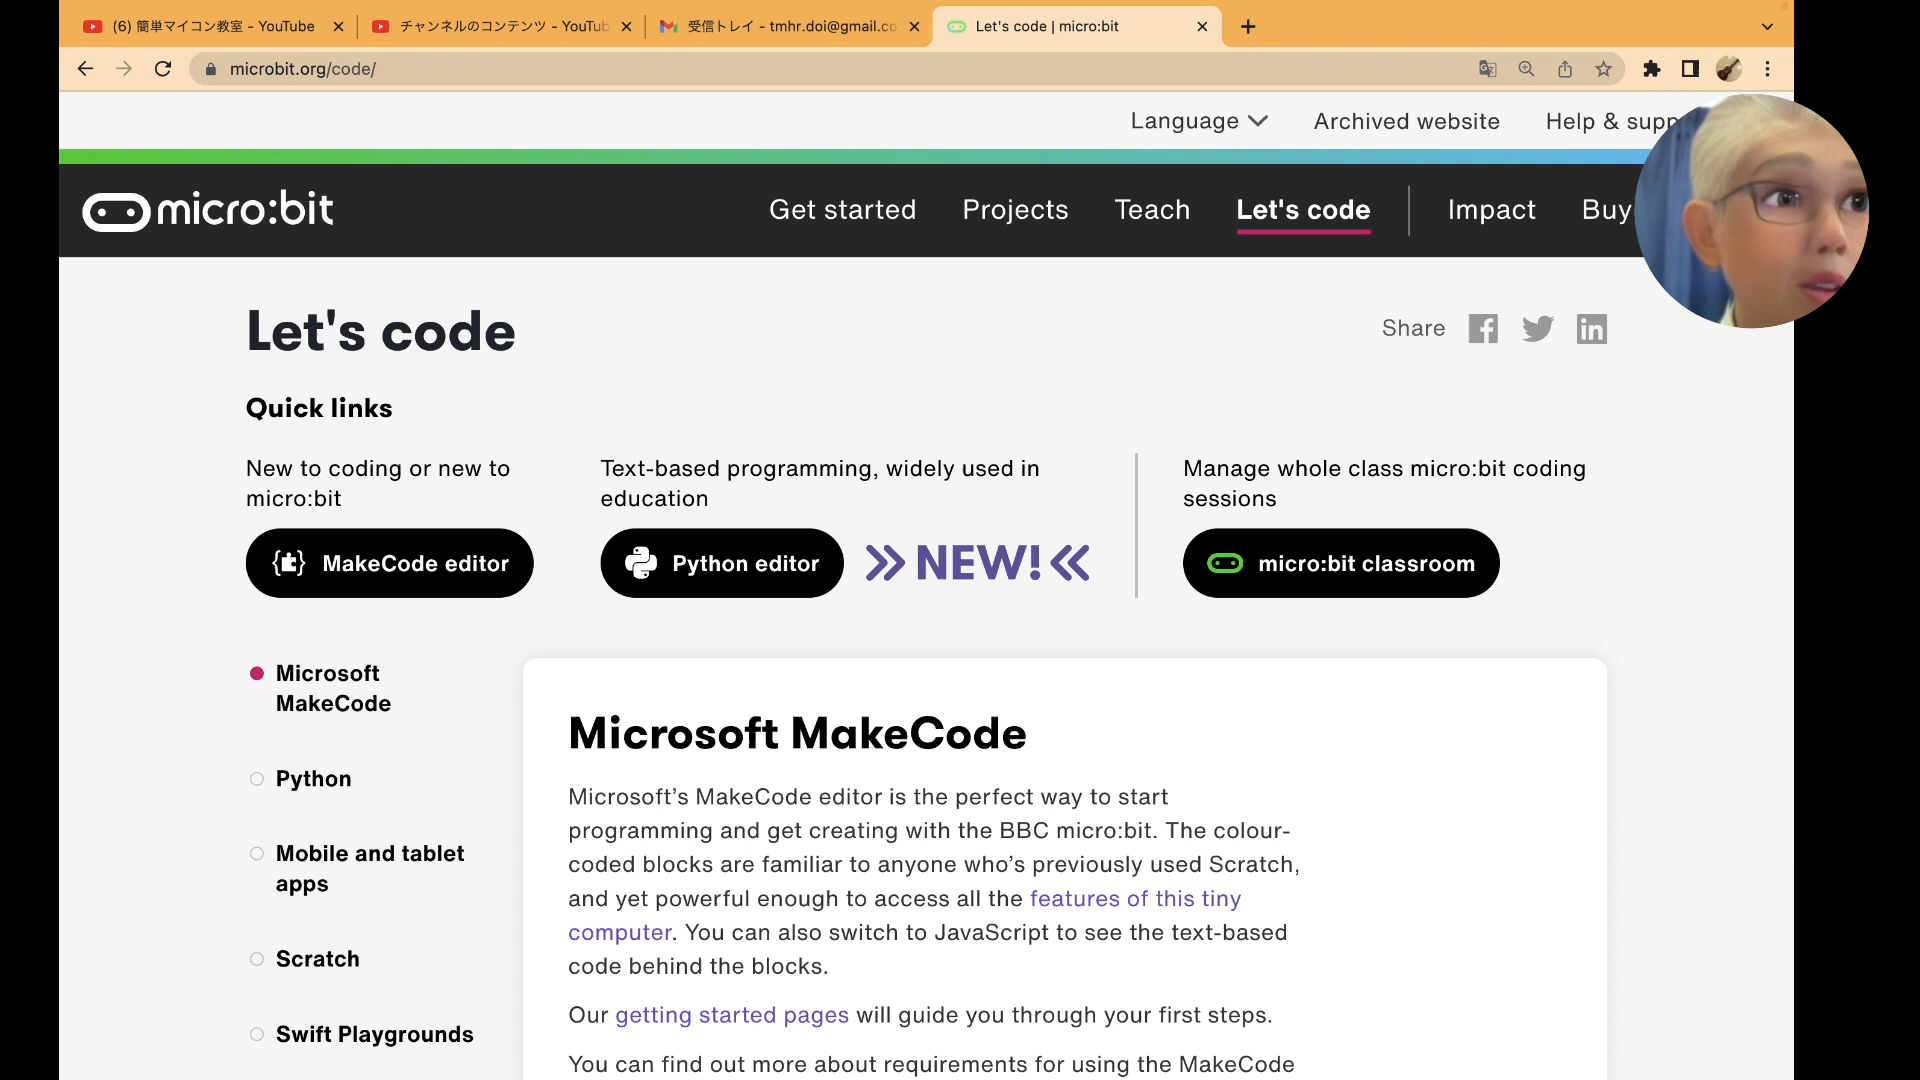 (6) 簡単マイコン教室 - YouTube
チャンネルのコンテンツ - YouTub
受信トレイ - tmhr.doi@gmail.co
Let's code | micro:bit
microbit.org/code/
Language
Archived website
Help & supp
micro:bit
Get started
Projects
Teach
Let's code
Impact
Buy
Let's code
Share
Quick links
New to coding or new to
micro:bit
MakeCode editor
Text-based programming, widely used in
education
Python editor
NEW!
Manage whole class micro:bit coding
sessions
micro:bit classroom
Microsoft
MakeCode
Python
Mobile and tablet
apps
Scratch
Swift Playgrounds
Microsoft MakeCode
Microsoft’s MakeCode editor is the perfect way to start
programming and get creating with the BBC micro:bit. The colour-
coded blocks are familiar to anyone who’s previously used Scratch,
and yet powerful enough to access all the features of this tiny
computer. You can also switch to JavaScript to see the text-based
code behind the blocks.
Our getting started pages will guide you through your first steps.
You can find out more about requirements for using the MakeCode